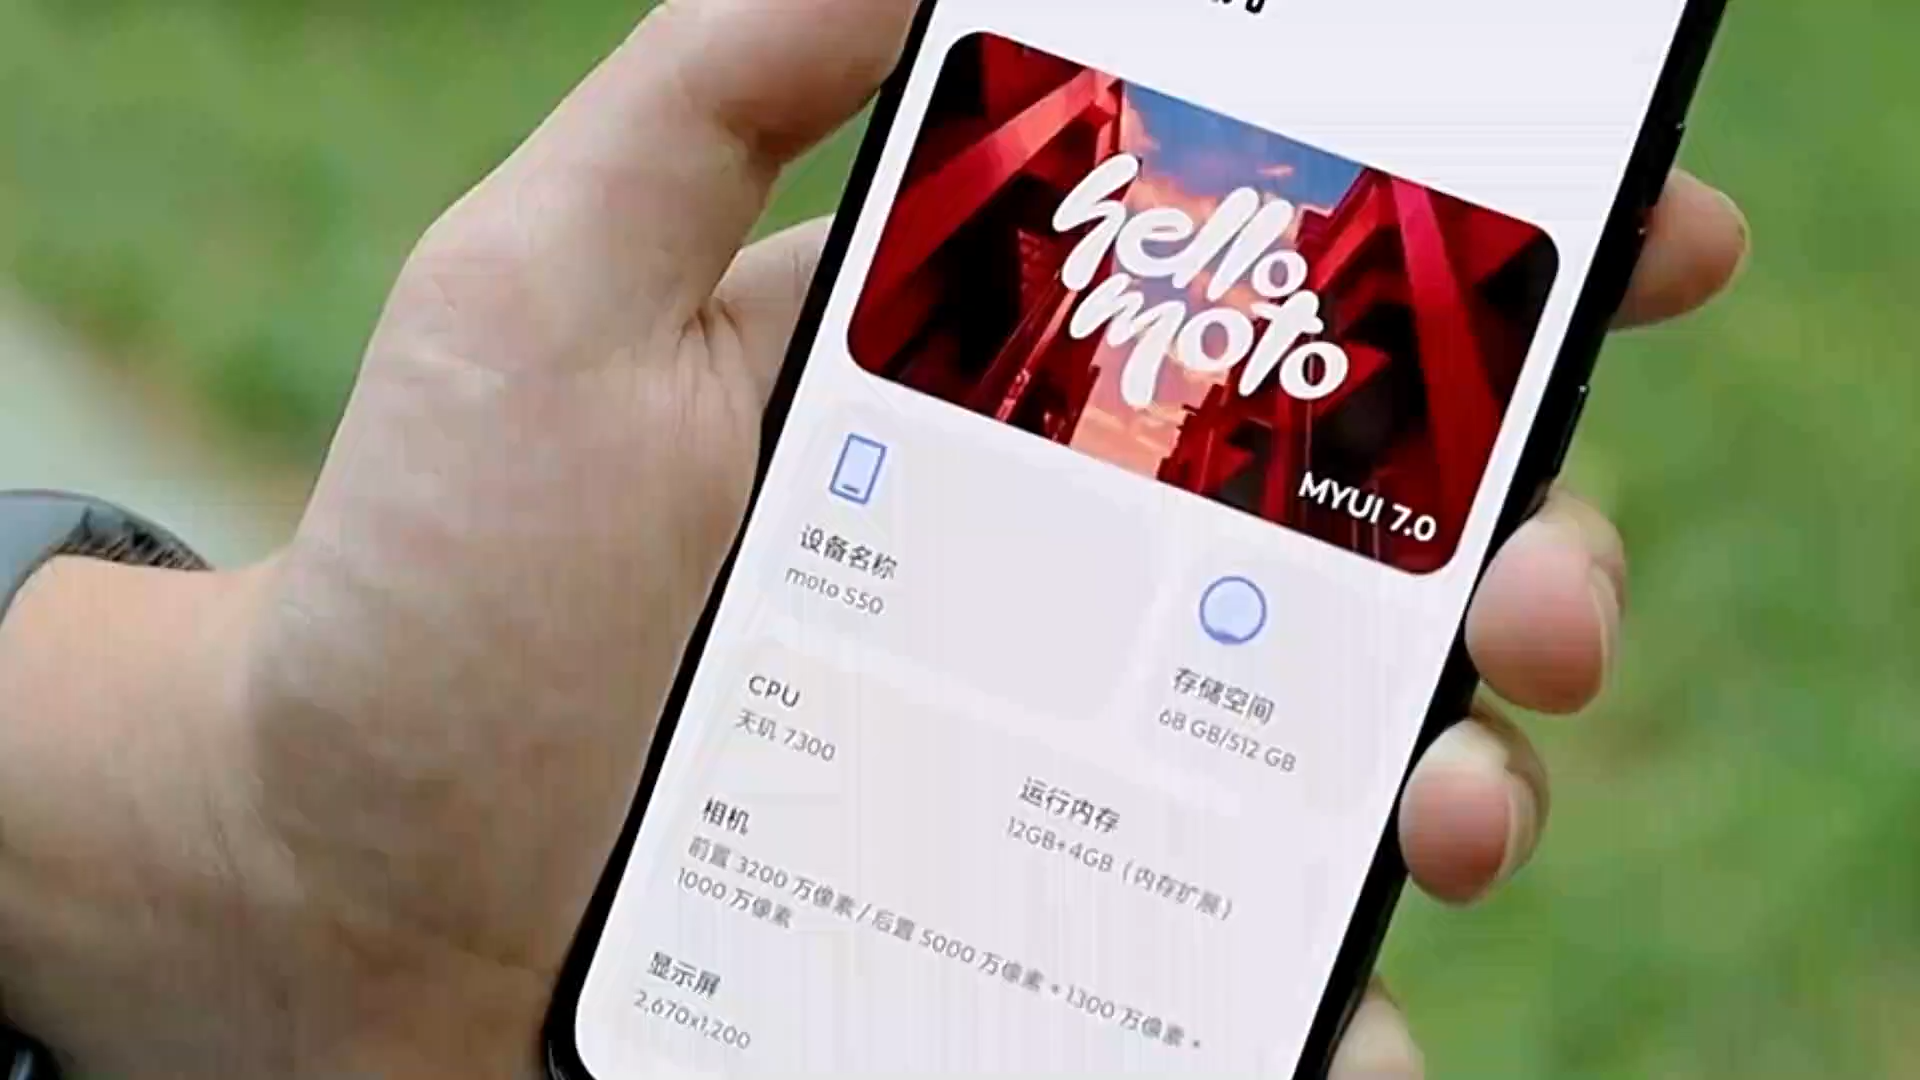 hello
moto
MYUI 7.0
设备名称
moto S50
存储空间
68 GB/512 GB
CPU
天玑 7300
运行内存
12GB+4GB（内存扩展）
相机
前置 3200 万像素 / 后置 5000 万像素 + 1300 万像素 +
1000 万像素
显示屏
2,670x1,200